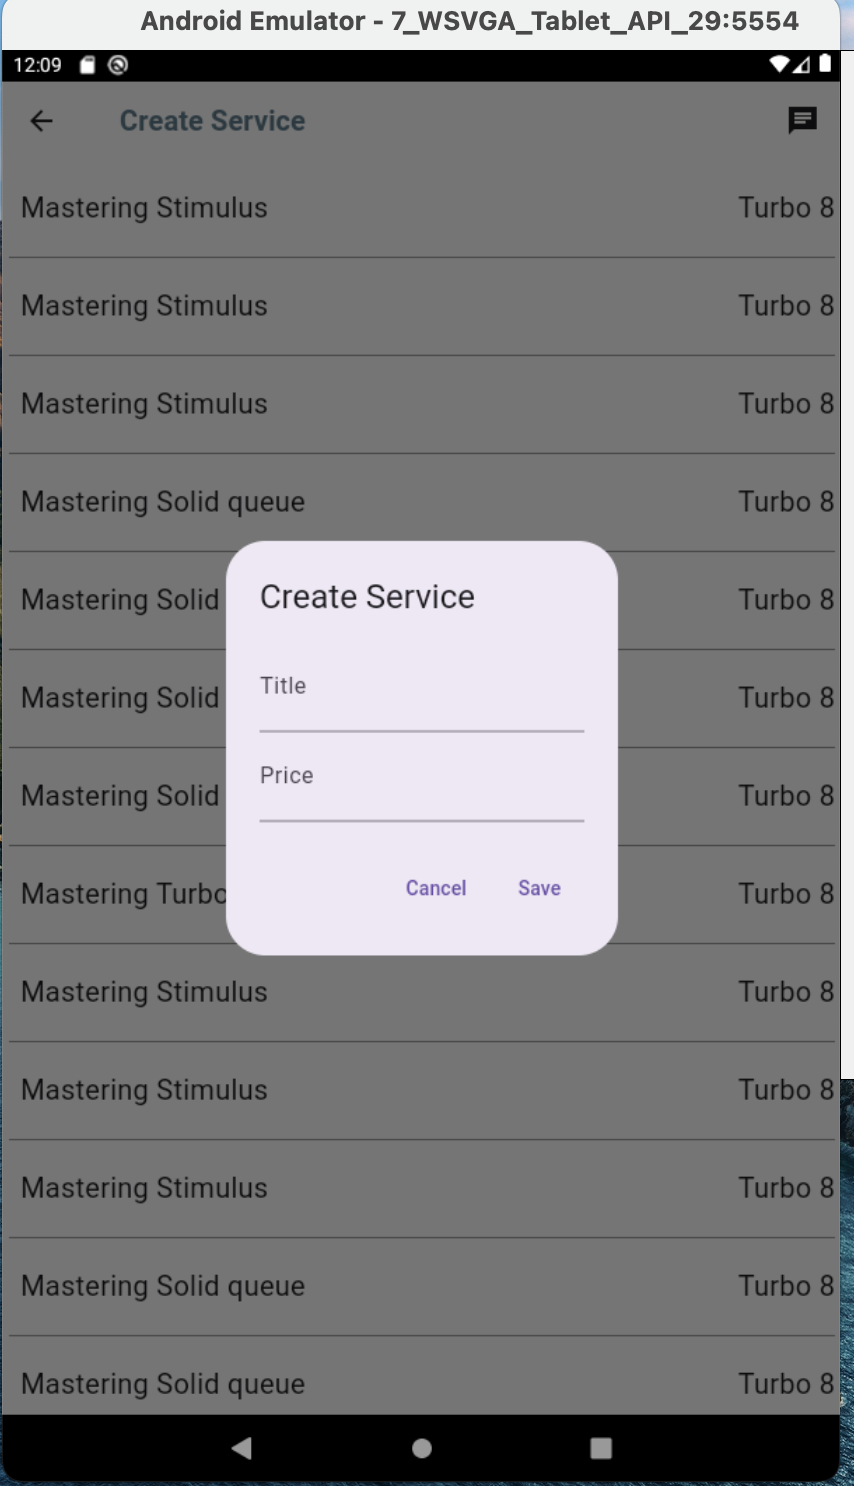 Android Emulator - 7_WSVGA_Tablet_API_29:5554
12:09
Create Service
Mastering Stimulus Turbo 8
Mastering Stimulus Turbo 8
Mastering Stimulus Turbo 8
Mastering Solid queue Turbo 8
Mastering Solid Turbo 8
Mastering Solid Turbo 8
Mastering Solid Turbo 8
Mastering Turbo Turbo 8
Mastering Stimulus Turbo 8
Mastering Stimulus Turbo 8
Mastering Stimulus Turbo 8
Mastering Solid queue Turbo 8
Mastering Solid queue Turbo 8
Create Service
Title
Price
Cancel Save